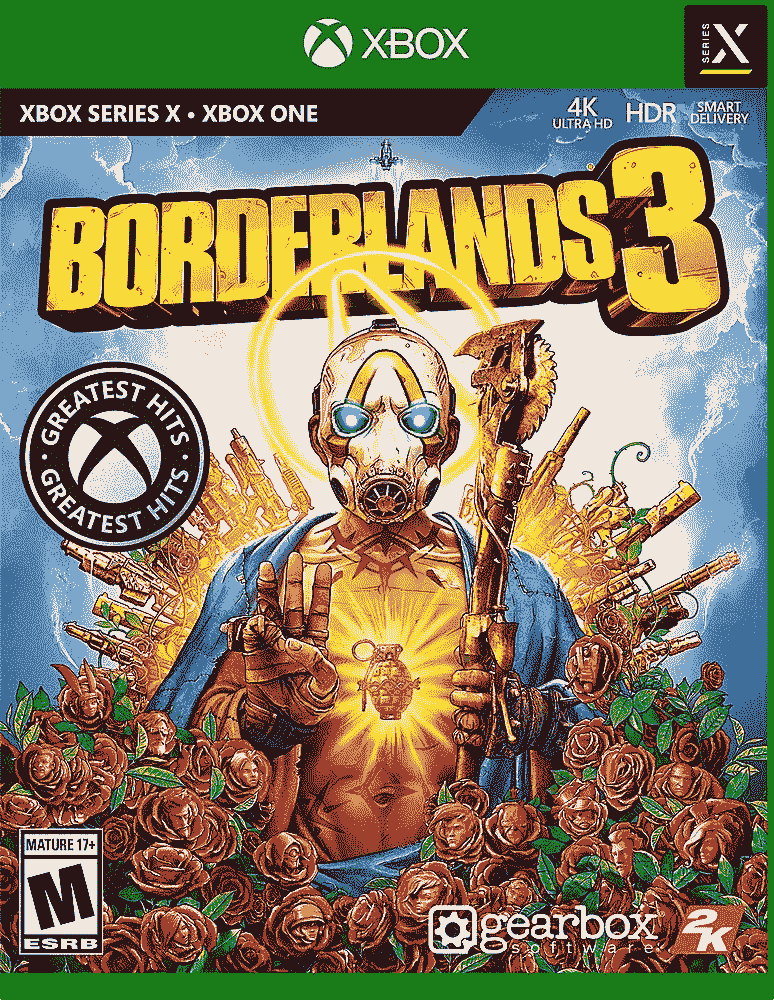 XBOX
SERIES X
XBOX SERIES X • XBOX ONE
4K
ULTRA HD
HDR
SMART
DELIVERY
BORDERLANDS 3
GREATEST HITS
GREATEST HITS
MATURE 17+
M
ESRB
gearbox
software
2K